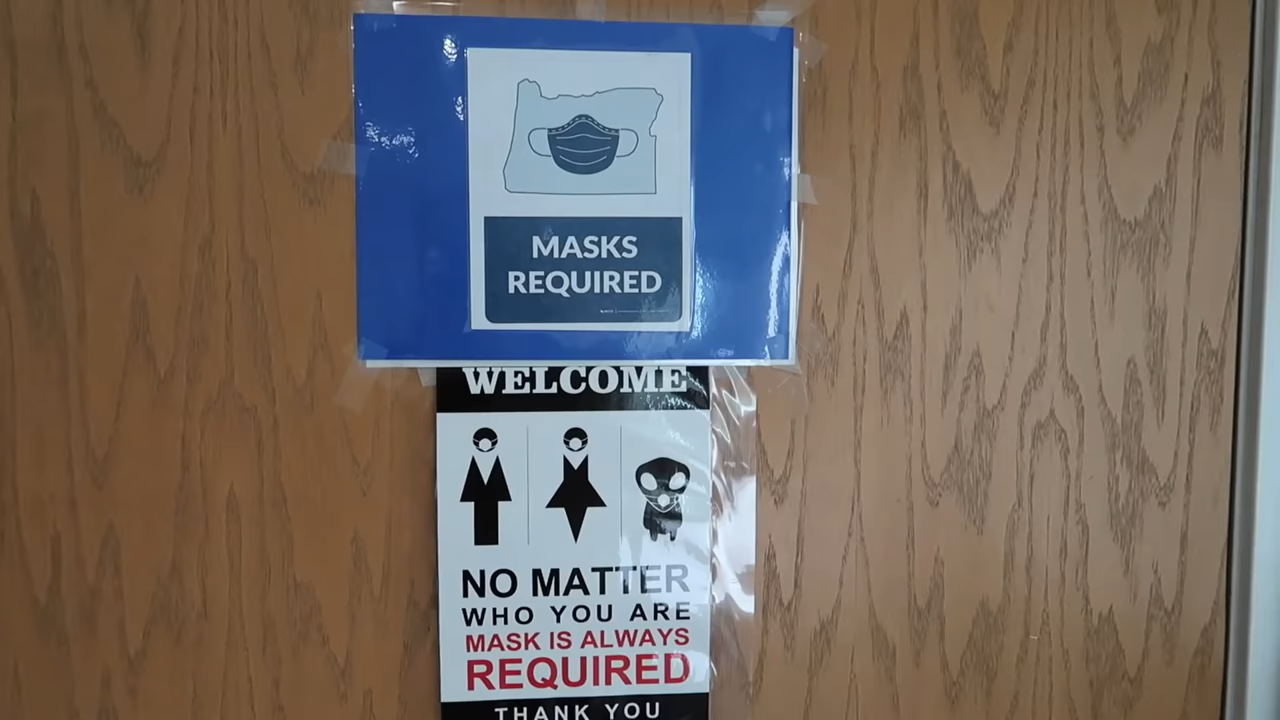 MASKS
REQUIRED
WELCOME
NO MATTER
WHO YOU ARE
MASK IS ALWAYS
REQUIRED
THANK YOU